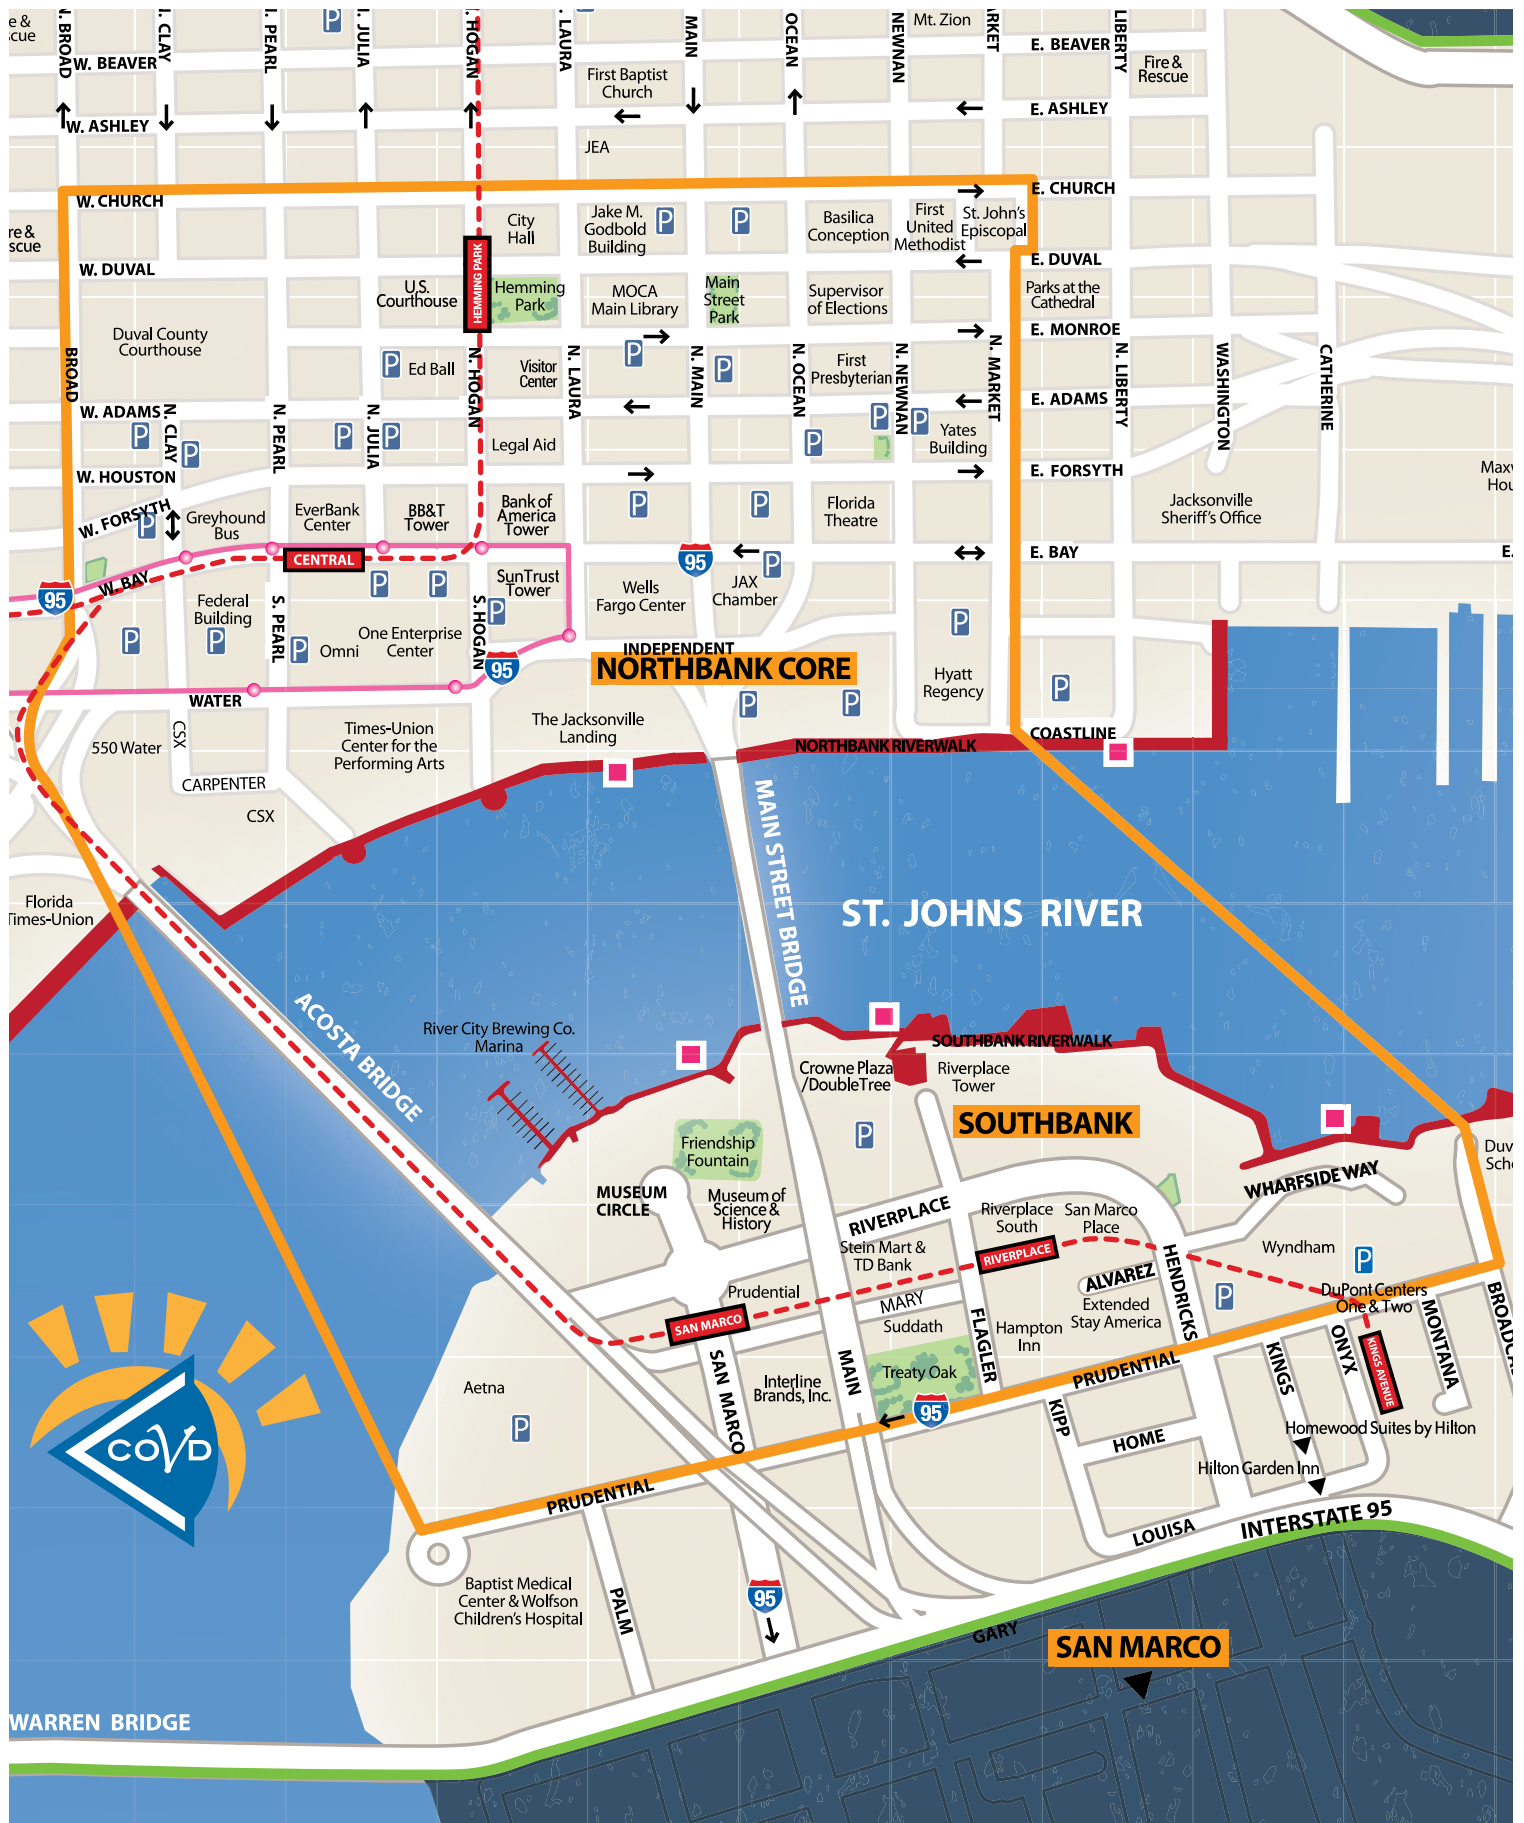 e &
scue
N. BROAD
N. CLAY
N. PEARL
N. JULIA
N. HOGAN
N. LAURA
MAIN
OCEAN
NEWNAN
Mt. Zion
RKET
LIBERTY
W. BEAVER
E. BEAVER
First Baptist
Church
Fire &
Rescue
W. ASHLEY
E. ASHLEY
JEA
W. CHURCH
E. CHURCH
re &
scue
City
Hall
Jake M.
Godbold
Building
P
P
Basilica
Conception
First
United
Methodist
St. John's
Episcopal
W. DUVAL
E. DUVAL
HEMMING PARK
U.S.
Courthouse
Hemming
Park
MOCA
Main Library
Main
Street
Park
Supervisor
of Elections
Parks at the
Cathedral
Duval County
Courthouse
E. MONROE
BROAD
P
Ed Ball
N. HOGAN
Visitor
Center
N. LAURA
P
N. MAIN
P
N. OCEAN
First
Presbyterian
N. NEWNAN
N. MARKET
N. LIBERTY
WASHINGTON
CATHERINE
W. ADAMS
E. ADAMS
N. CLAY
N. PEARL
N. JULIA
P
P
P
P
Legal Aid
P
P
P
Yates
Building
W. HOUSTON
E. FORSYTH
Maxw
Hou
W. FORSYTH
P
Greyhound
Bus
EverBank
Center
BB&T
Tower
Bank of
America
Tower
P
P
Florida
Theatre
Jacksonville
Sheriff's Office
CENTRAL
95
P
E. BAY
E.
95
W. BAY
Federal
Building
S. PEARL
P
P
S. HOGAN
SunTrust
Tower
P
Wells
Fargo Center
JAX
Chamber
P
P
P
P
Omni
One Enterprise
Center
95
INDEPENDENT
NORTHBANK CORE
Hyatt
Regency
P
WATER
P
P
CSX
550 Water
Times-Union
Center for the
Performing Arts
The Jacksonville
Landing
NORTHBANK RIVERWALK
COASTLINE
CARPENTER
CSX
MAIN STREET BRIDGE
Florida
Times-Union
ST. JOHNS RIVER
ACOSTA BRIDGE
River City Brewing Co.
Marina
SOUTHBANK RIVERWALK
Crowne Plaza
/DoubleTree
Riverplace
Tower
SOUTHBANK
P
Friendship
Fountain
Duv
Sch
WHARFSIDE WAY
MUSEUM
CIRCLE
Museum of
Science &
History
RIVERPLACE
Riverplace
South
San Marco
Place
Stein Mart &
TD Bank
RIVERPLACE
HENDRICKS
Wyndham
P
ALVAREZ
Prudential
MARY
Suddath
SAN MARCO
FLAGLER
Extended
Stay America
P
DuPont Centers
One & Two
BROADCA
Hampton
Inn
MONTANA
ONYX
KINGS
KINGS AVENUE
SAN MARCO
MAIN
Treaty Oak
PRUDENTIAL
Aetna
P
Interline
Brands, Inc.
95
KIPP
HOME
Homewood Suites by Hilton
Hilton Garden Inn
COVD
PRUDENTIAL
LOUISA
INTERSTATE 95
Baptist Medical
Center & Wolfson
Children's Hospital
PALM
95
GARY
SAN MARCO
WARREN BRIDGE